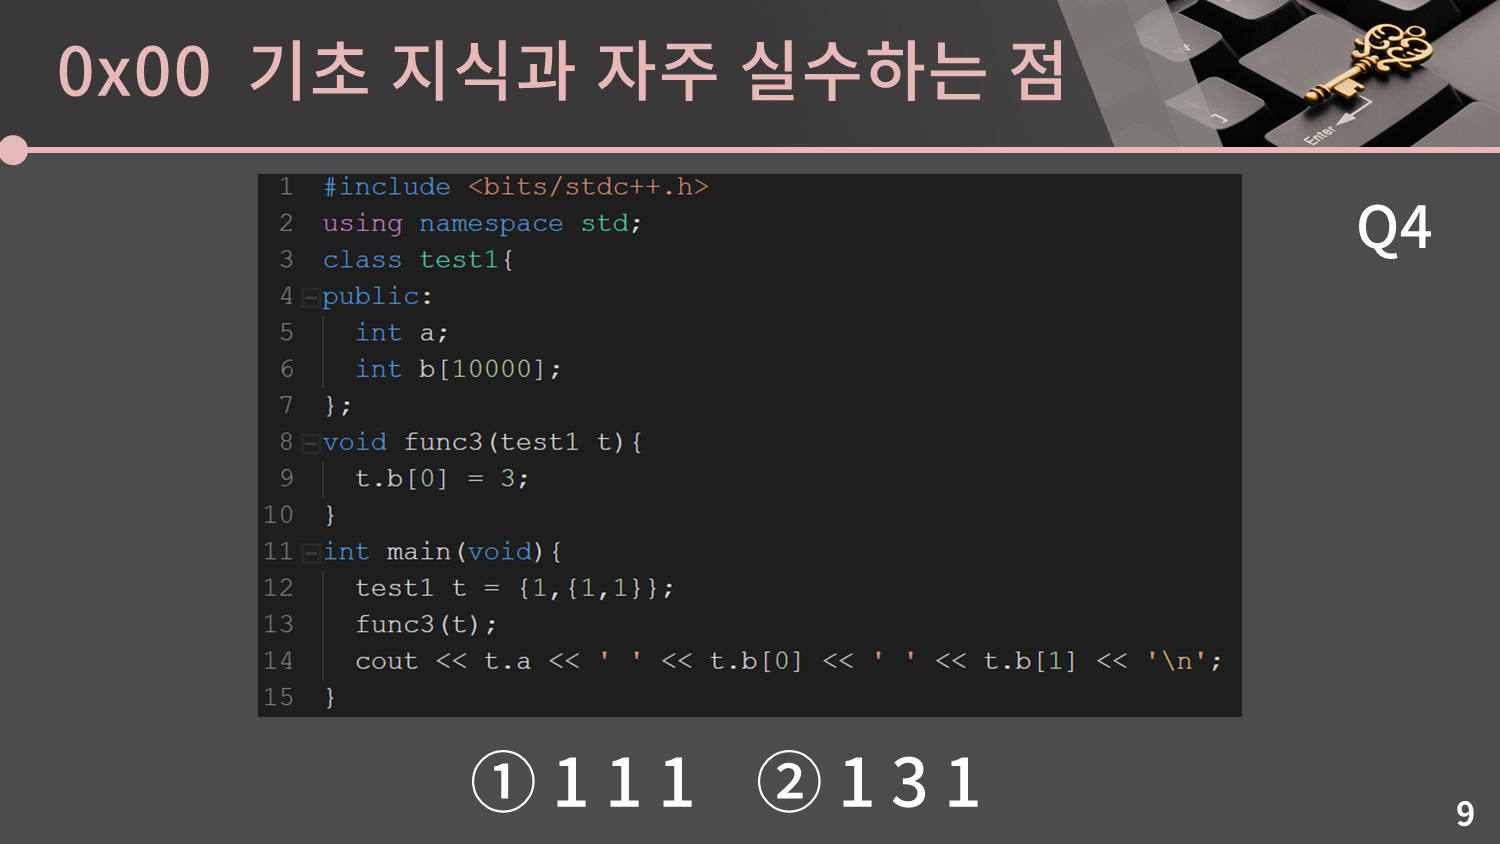 0x00 기초 지식과 자주 실수하는 점
Enter
Q4
1 #include <bits/stdc++.h>
2 using namespace std;
3 class test1{
4 public:
5   int a;
6   int b[10000];
7 };
8 void func3(test1 t){
9   t.b[0] = 3;
10 }
11 int main(void){
12   test1 t = {1,{1,1}};
13   func3(t);
14   cout << t.a << ' ' << t.b[0] << ' ' << t.b[1] << '\n';
15 }
① 1 1 1 ② 1 3 1
9